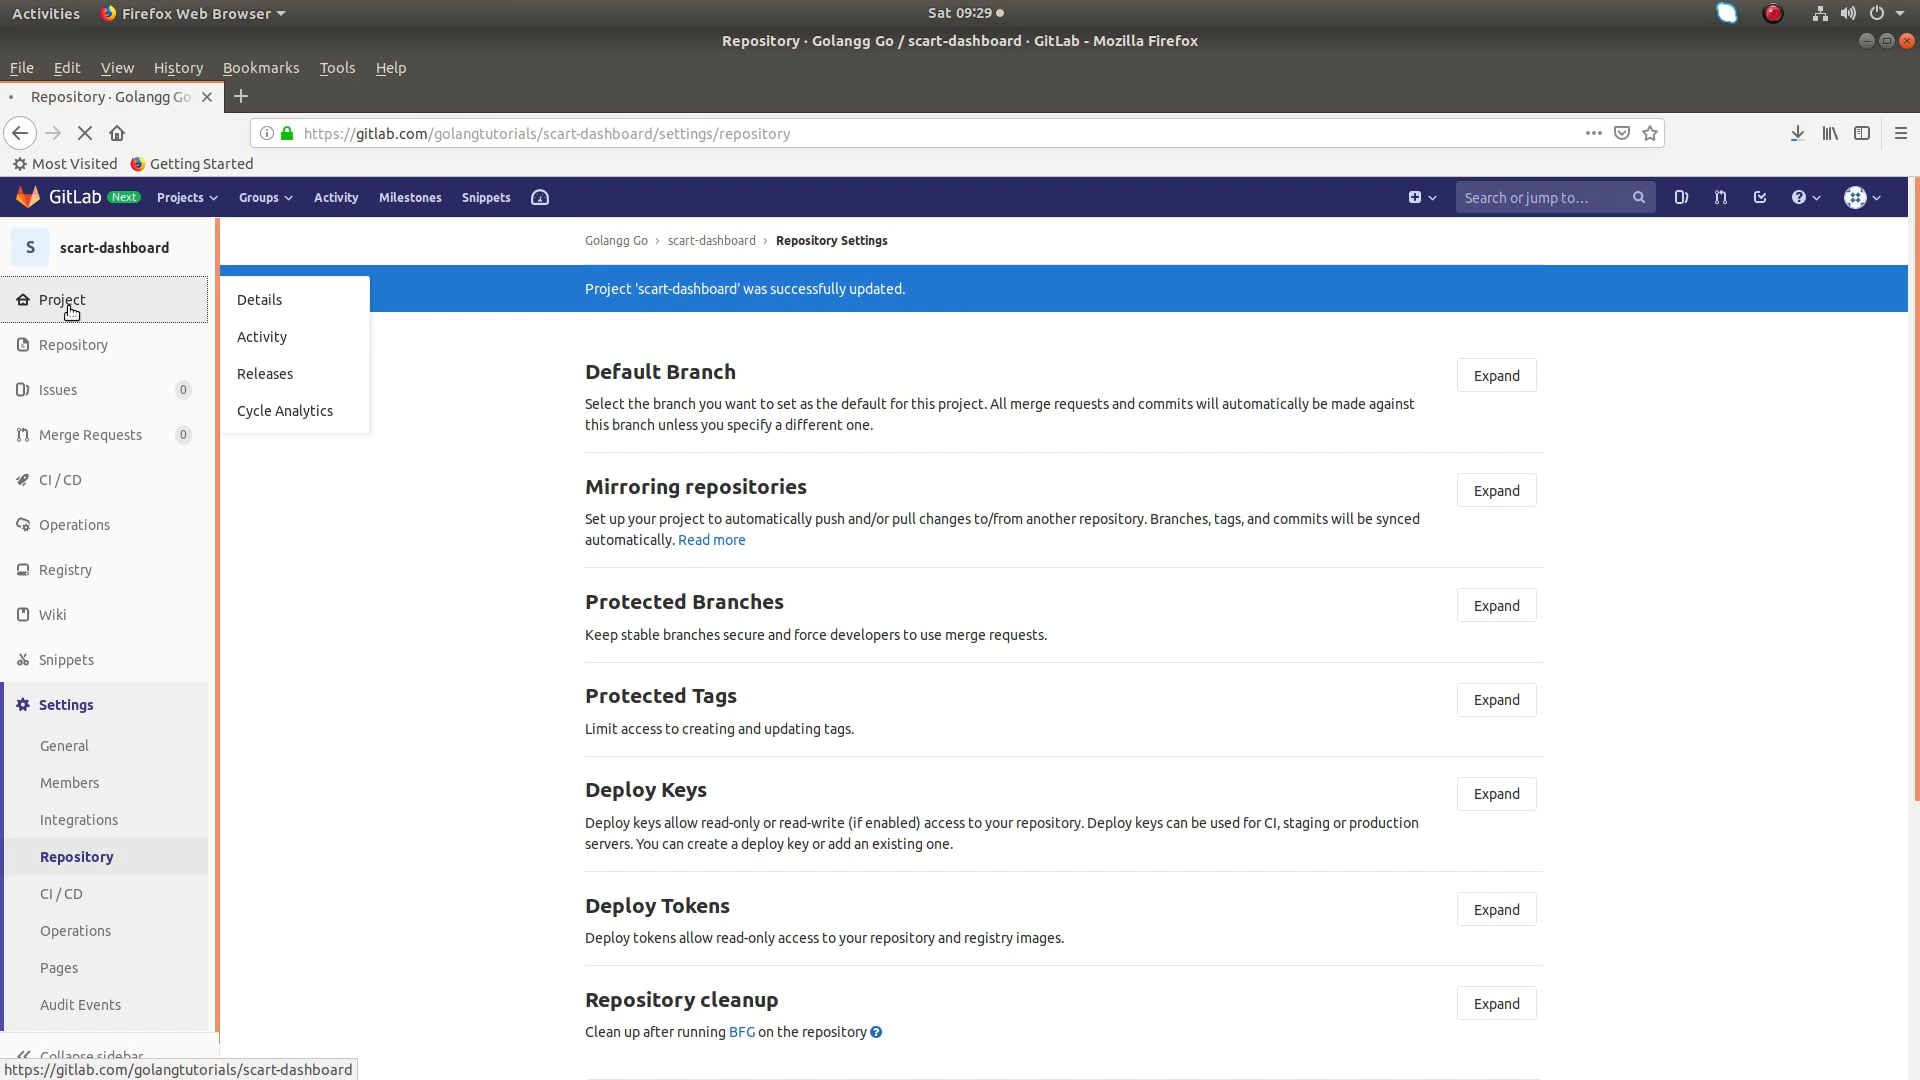 Activities Firefox Web Browser Sat 09:29
Repository · Golangg Go / scart-dashboard · GitLab - Mozilla Firefox
File Edit View History Bookmarks Tools Help
Repository · Golangg Go
https://gitlab.com/golangtutorials/scart-dashboard/settings/repository
Most Visited Getting Started
GitLab Next Projects Groups Activity Milestones Snippets Search or jump to...
S scart-dashboard
Golangg Go › scart-dashboard › Repository Settings
Project 'scart-dashboard' was successfully updated.
Project
Repository
Issues 0
Merge Requests 0
CI / CD
Operations
Registry
Wiki
Snippets
Settings
General
Members
Integrations
Repository
CI / CD
Operations
Pages
Audit Events
Collapse sidebar
https://gitlab.com/golangtutorials/scart-dashboard
Details
Activity
Releases
Cycle Analytics
Default Branch
Expand
Select the branch you want to set as the default for this project. All merge requests and commits will automatically be made against
this branch unless you specify a different one.
Mirroring repositories
Expand
Set up your project to automatically push and/or pull changes to/from another repository. Branches, tags, and commits will be synced
automatically. Read more
Protected Branches
Expand
Keep stable branches secure and force developers to use merge requests.
Protected Tags
Expand
Limit access to creating and updating tags.
Deploy Keys
Expand
Deploy keys allow read-only or read-write (if enabled) access to your repository. Deploy keys can be used for CI, staging or production
servers. You can create a deploy key or add an existing one.
Deploy Tokens
Expand
Deploy tokens allow read-only access to your repository and registry images.
Repository cleanup
Expand
Clean up after running BFG on the repository